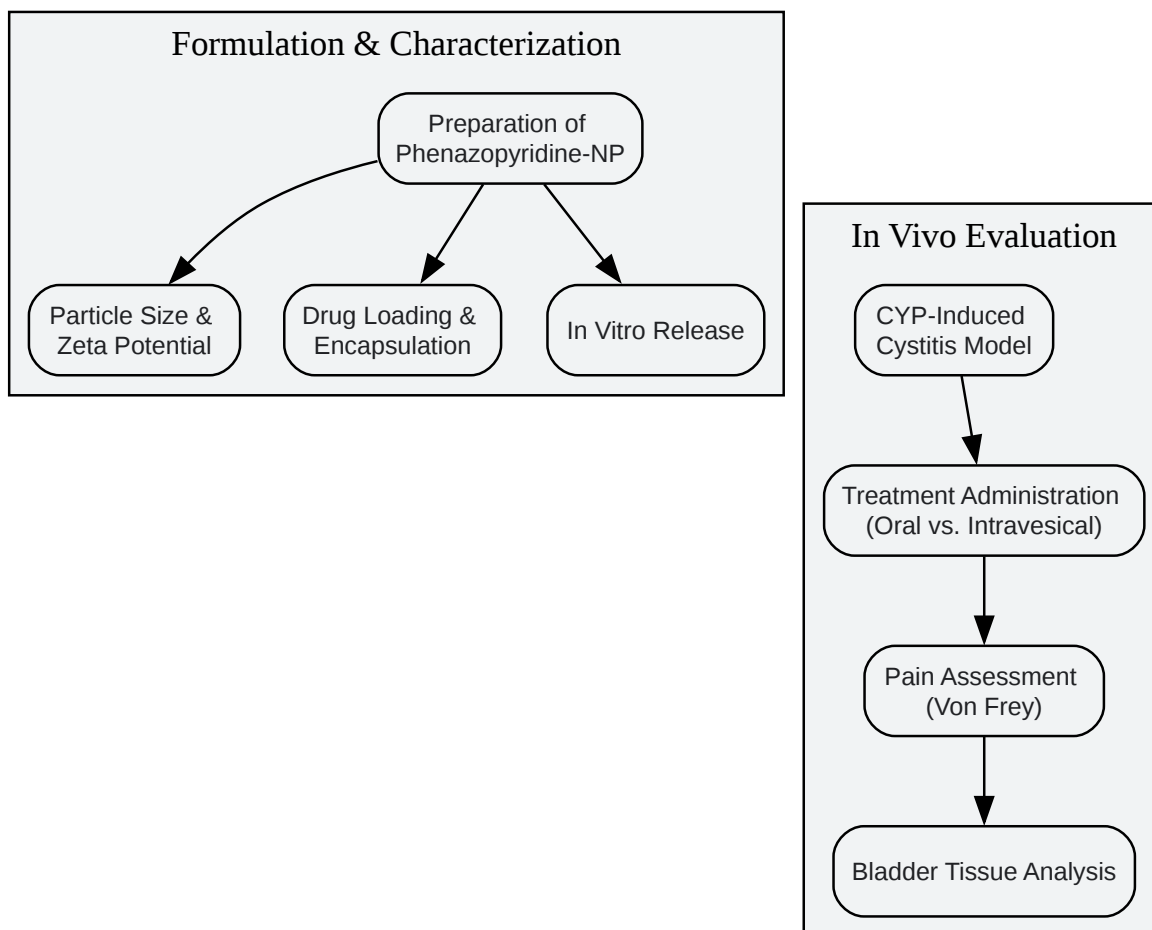 Formulation & Characterization
Preparation of
Phenazopyridine-NP
Particle Size &
Zeta Potential
Drug Loading &
Encapsulation
In Vitro Release
In Vivo Evaluation
CYP-Induced
Cystitis Model
Treatment Administration
(Oral vs. Intravesical)
Pain Assessment
(Von Frey)
Bladder Tissue Analysis